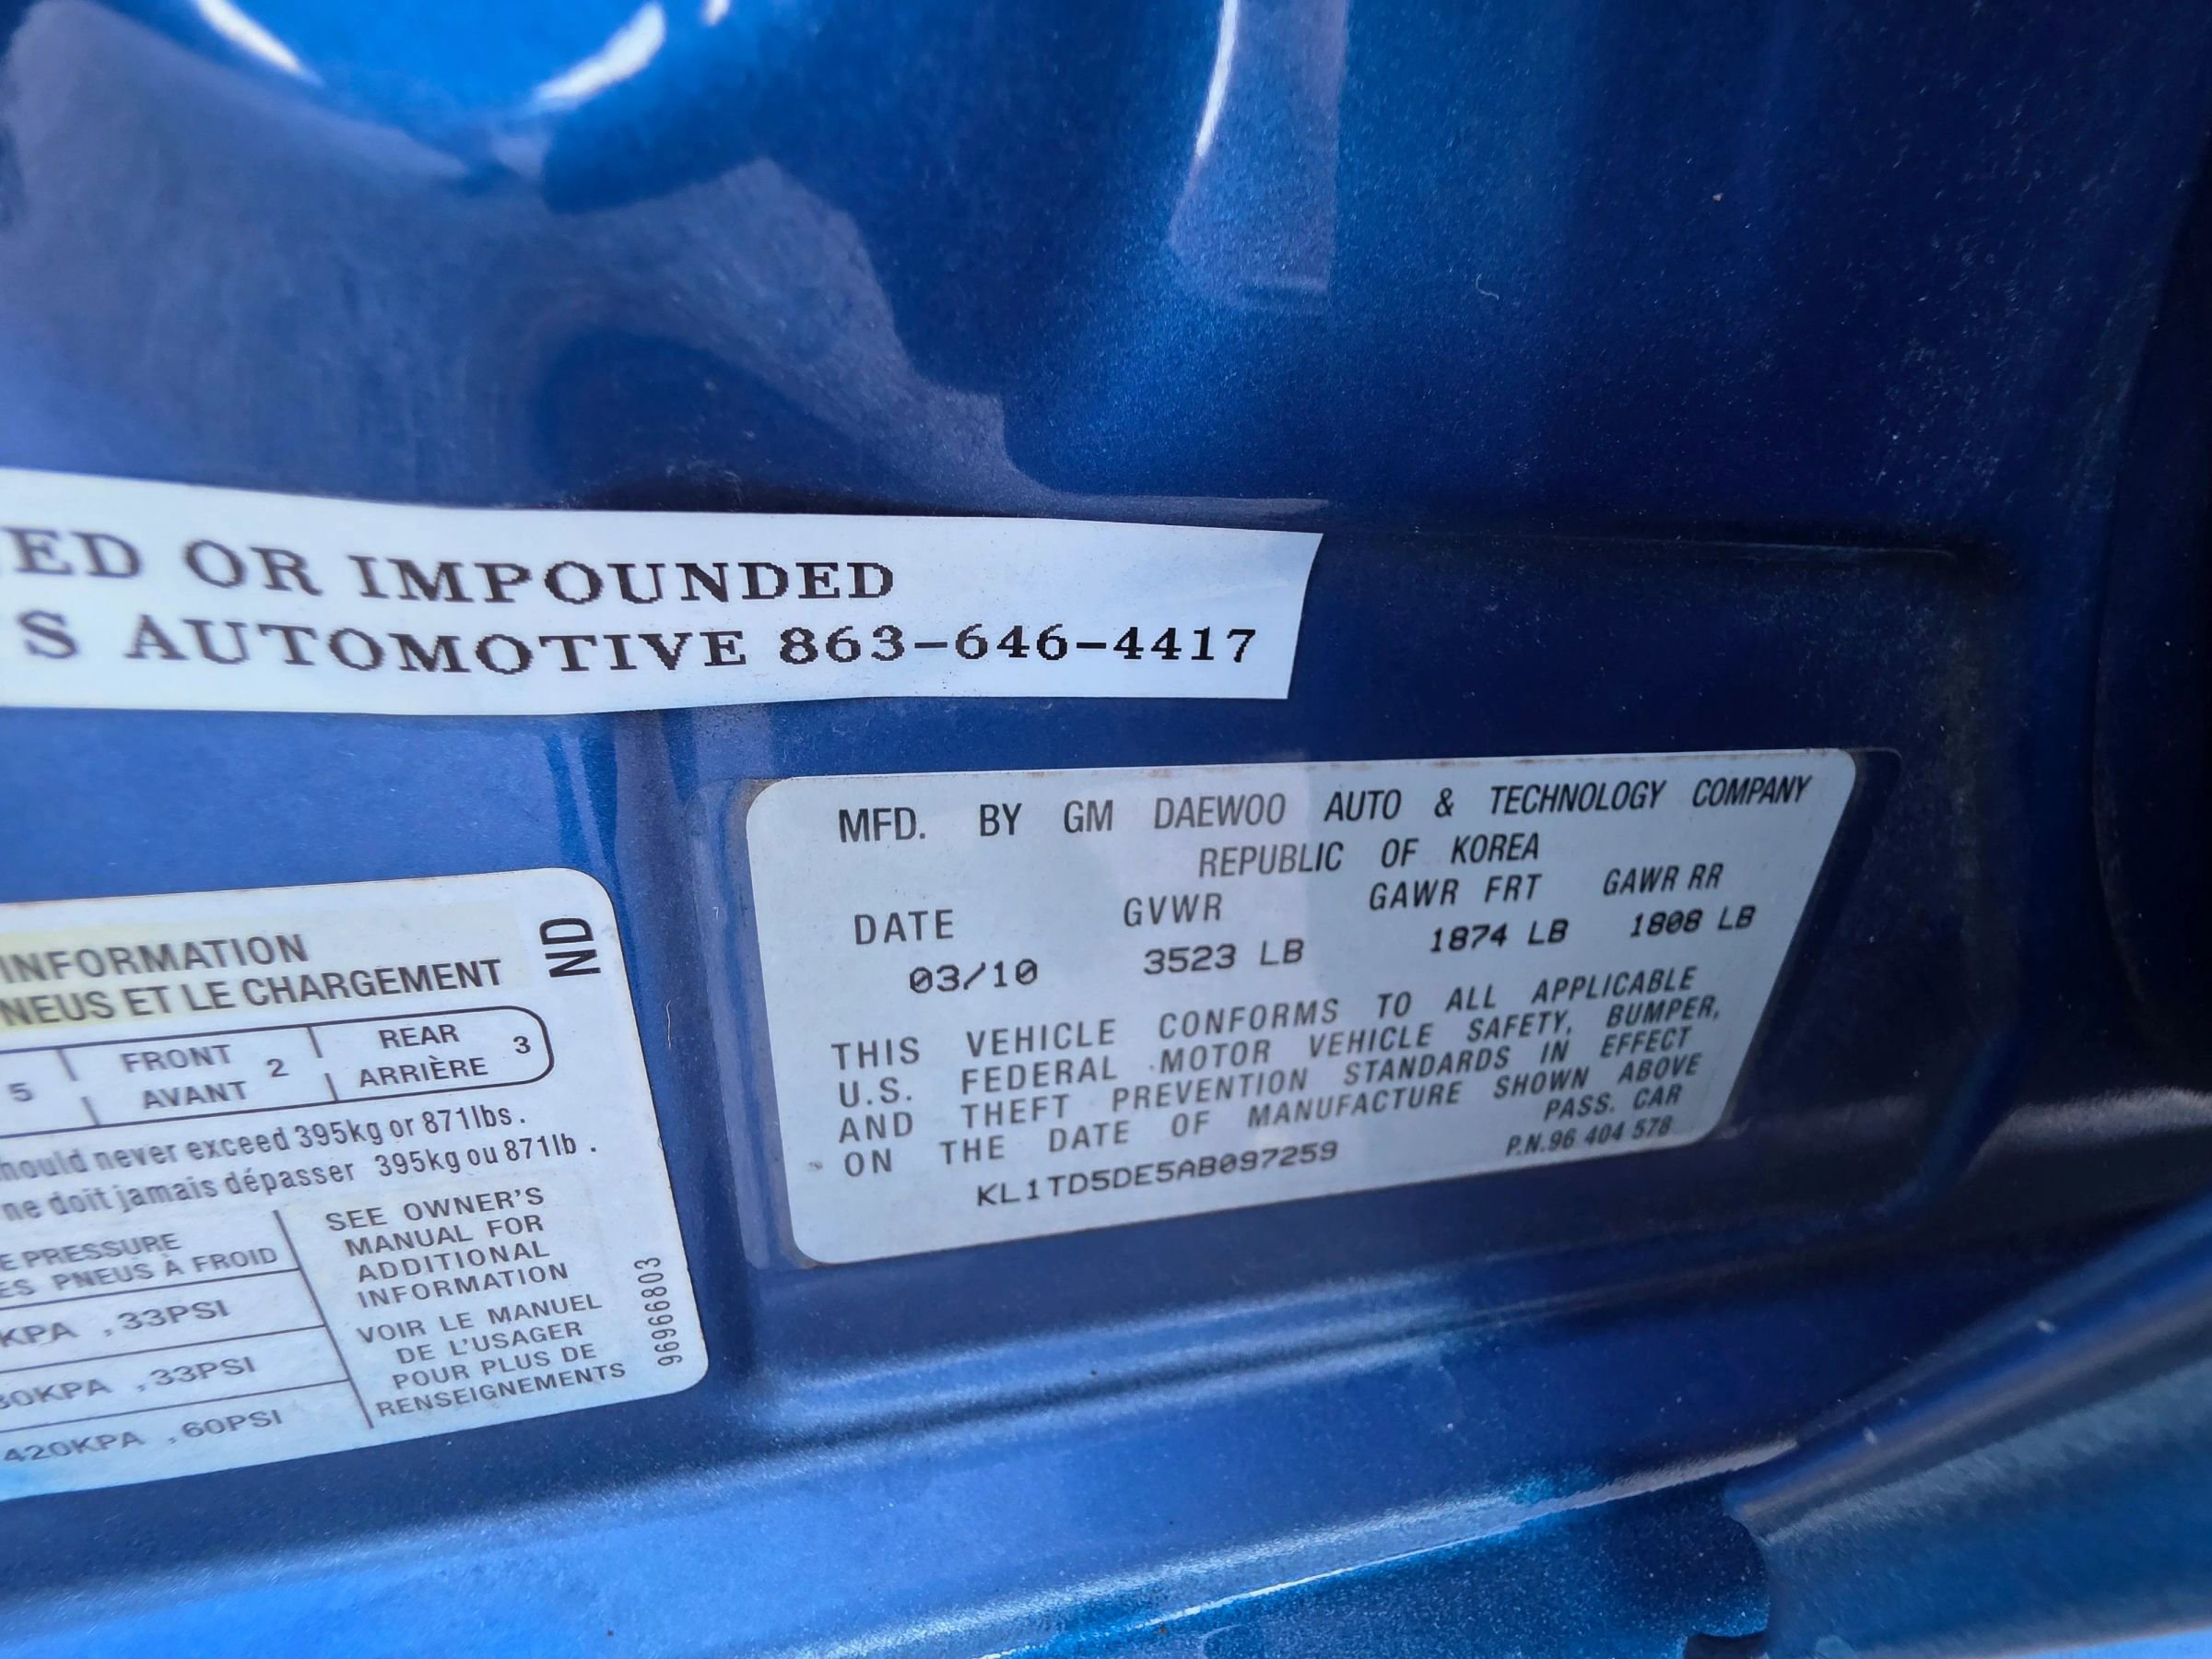 ED OR IMPOUNDED
'S AUTOMOTIVE 863-646-4417
MFD. BY GM DAEWOO AUTO & TECHNOLOGY COMPANY
REPUBLIC OF KOREA
DATE GVWR GAWR FRT GAWR RR
03/10 3523 LB 1874 LB 1808 LB
THIS VEHICLE CONFORMS TO ALL APPLICABLE
U.S. FEDERAL MOTOR VEHICLE SAFETY, BUMPER,
AND THEFT PREVENTION STANDARDS IN EFFECT
ON THE DATE OF MANUFACTURE SHOWN ABOVE
PASS. CAR
KL1TD5DE5AB097259
P.N.96 404 578
INFORMATION
NEUS ET LE CHARGEMENT
ND
5 FRONT 2 REAR 3
AVANT ARRIÈRE
hould never exceed 395kg or 871lbs.
ne doit jamais dépasser 395kg ou 871lb .
E PRESSURE
ES PNEUS À FROID
KPA ,33PSI
30KPA ,33PSI
420KPA ,60PSI
SEE OWNER'S
MANUAL FOR
ADDITIONAL
INFORMATION
VOIR LE MANUEL
DE L'USAGER
POUR PLUS DE
RENSEIGNEMENTS
96966803